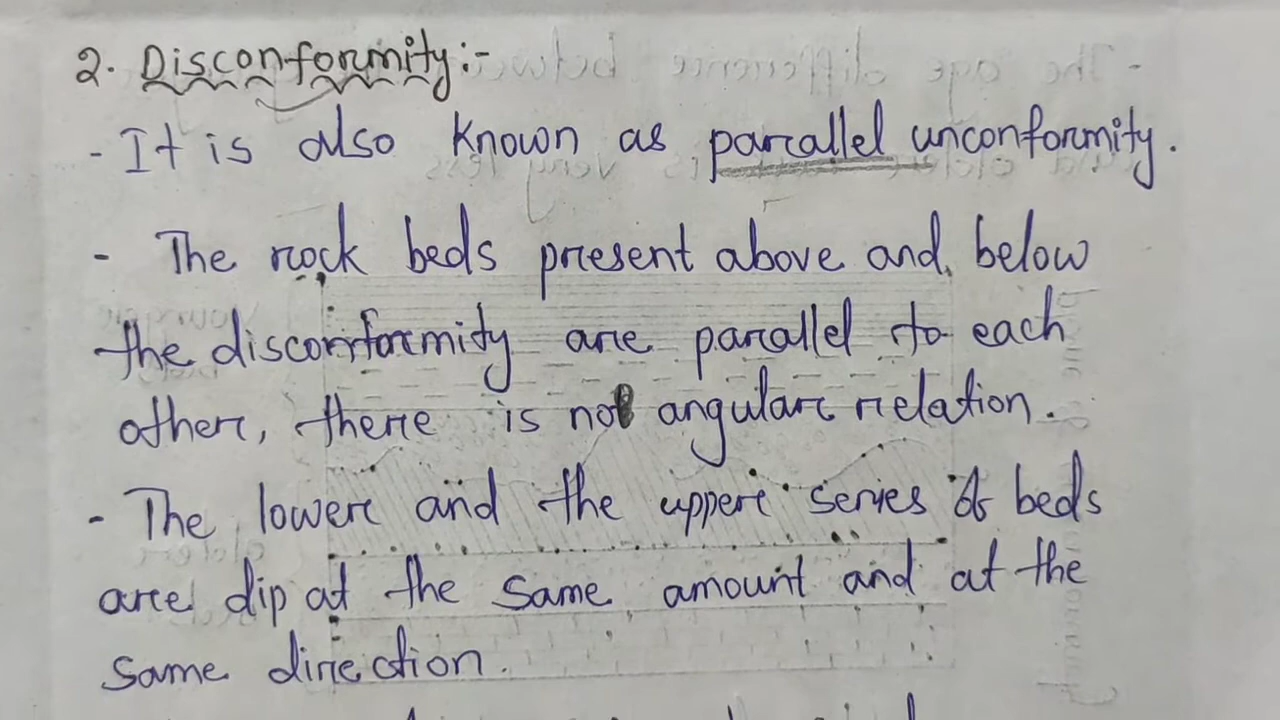 2. Disconformity:-
- It is also known as parallel unconformity.
- The rock beds present above and below
the disconformity are parallel to each
other, there is no angular relation.
- The lower and the upper series of beds
are dip at the same amount and at the
same direction.